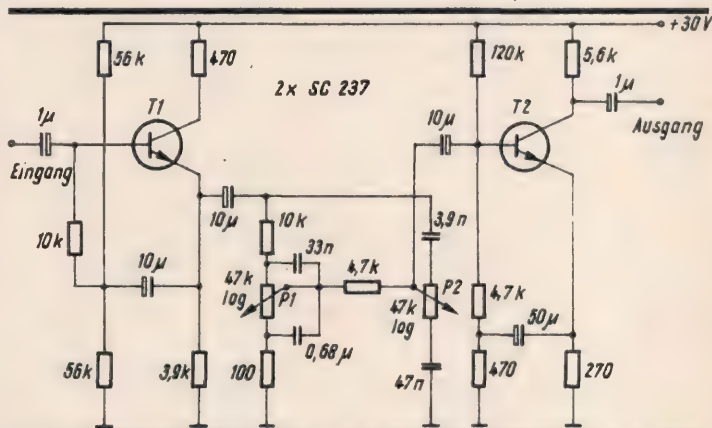 +30V
56k
470
120k
5,6k
2x SC 237
T1
T2
1µ
1µ
10µ
Eingang
Ausgang
10µ
10k
10k
3,9n
33n
10µ
4,7k
47k
log
P1
P2
47k
log
4,7k
50µ
0,68µ
56k
3,9k
100
47n
470
270